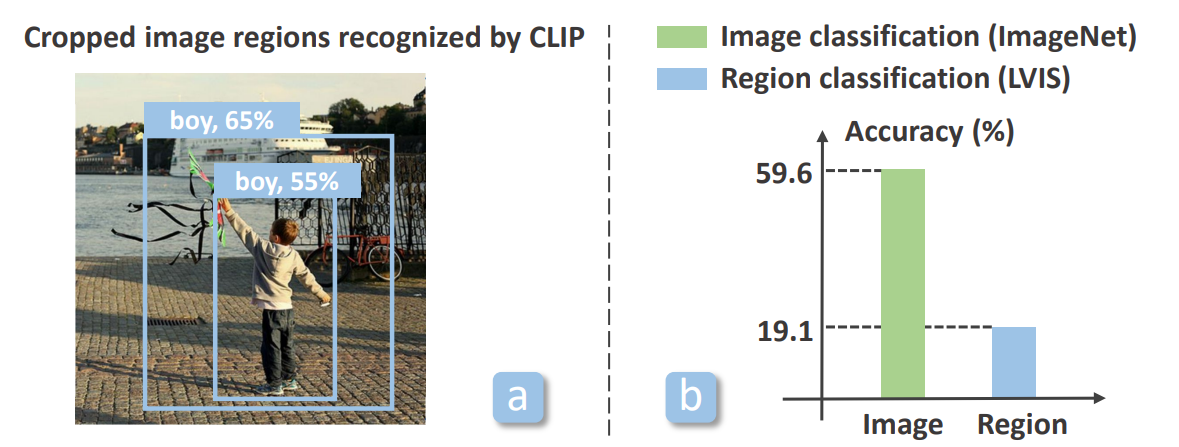 Cropped image regions recognized by CLIP
boy, 65%
boy, 55%
a
Image classification (ImageNet)
Region classification (LVIS)
Accuracy (%)
59.6
19.1
Image Region
b